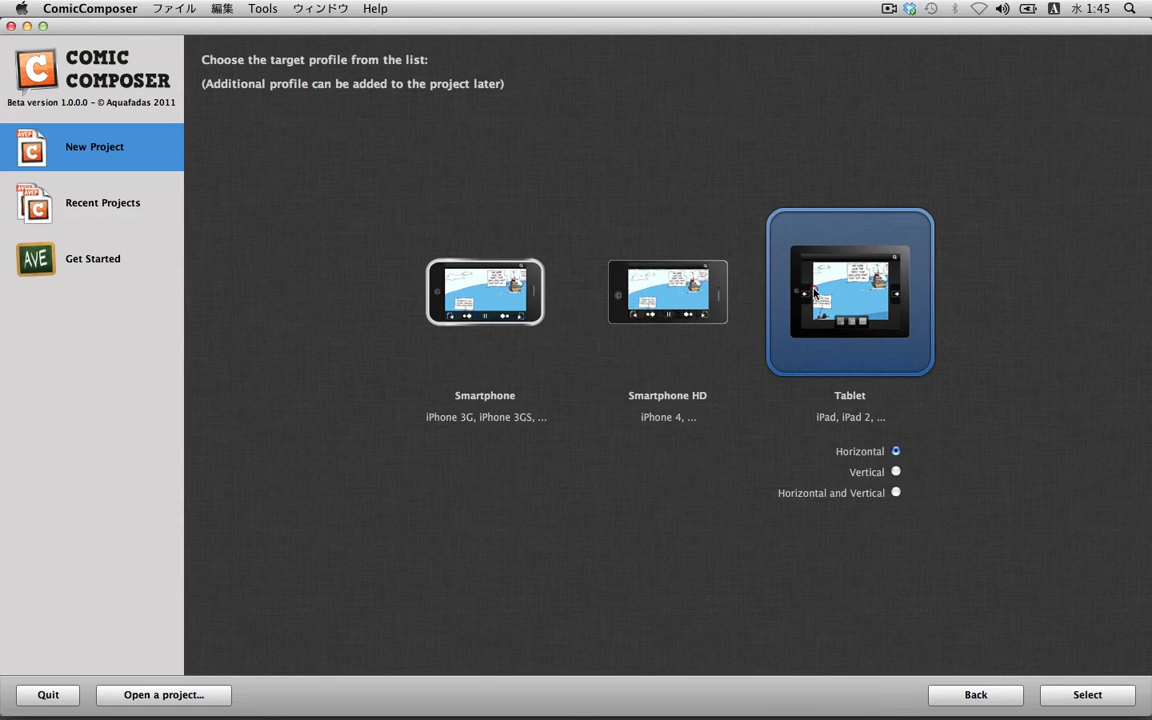 ComicComposer ファイル 編集 Tools ウィンドウ Help A 水 1:45
COMIC
COMPOSER
Beta version 1.0.0.0 - © Aquafadas 2011
New Project
Recent Projects
AVE Get Started
Choose the target profile from the list:
(Additional profile can be added to the project later)
Smartphone
iPhone 3G, iPhone 3GS, ...
Smartphone HD
iPhone 4, ...
Tablet
iPad, iPad 2, ...
Horizontal
Vertical
Horizontal and Vertical
Quit
Open a project...
Back
Select